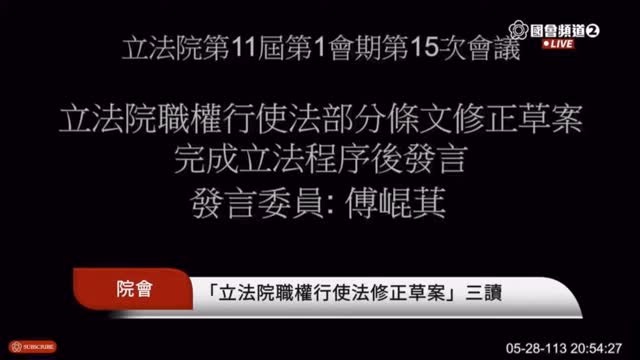 國會頻道2
LIVE
立法院第11屆第1會期第15次會議
立法院職權行使法部分條文修正草案
完成立法程序後發言
發言委員: 傅崐萁
院會
「立法院職權行使法修正草案」三讀
SUBSCRIBE
05-28-113 20:54:27